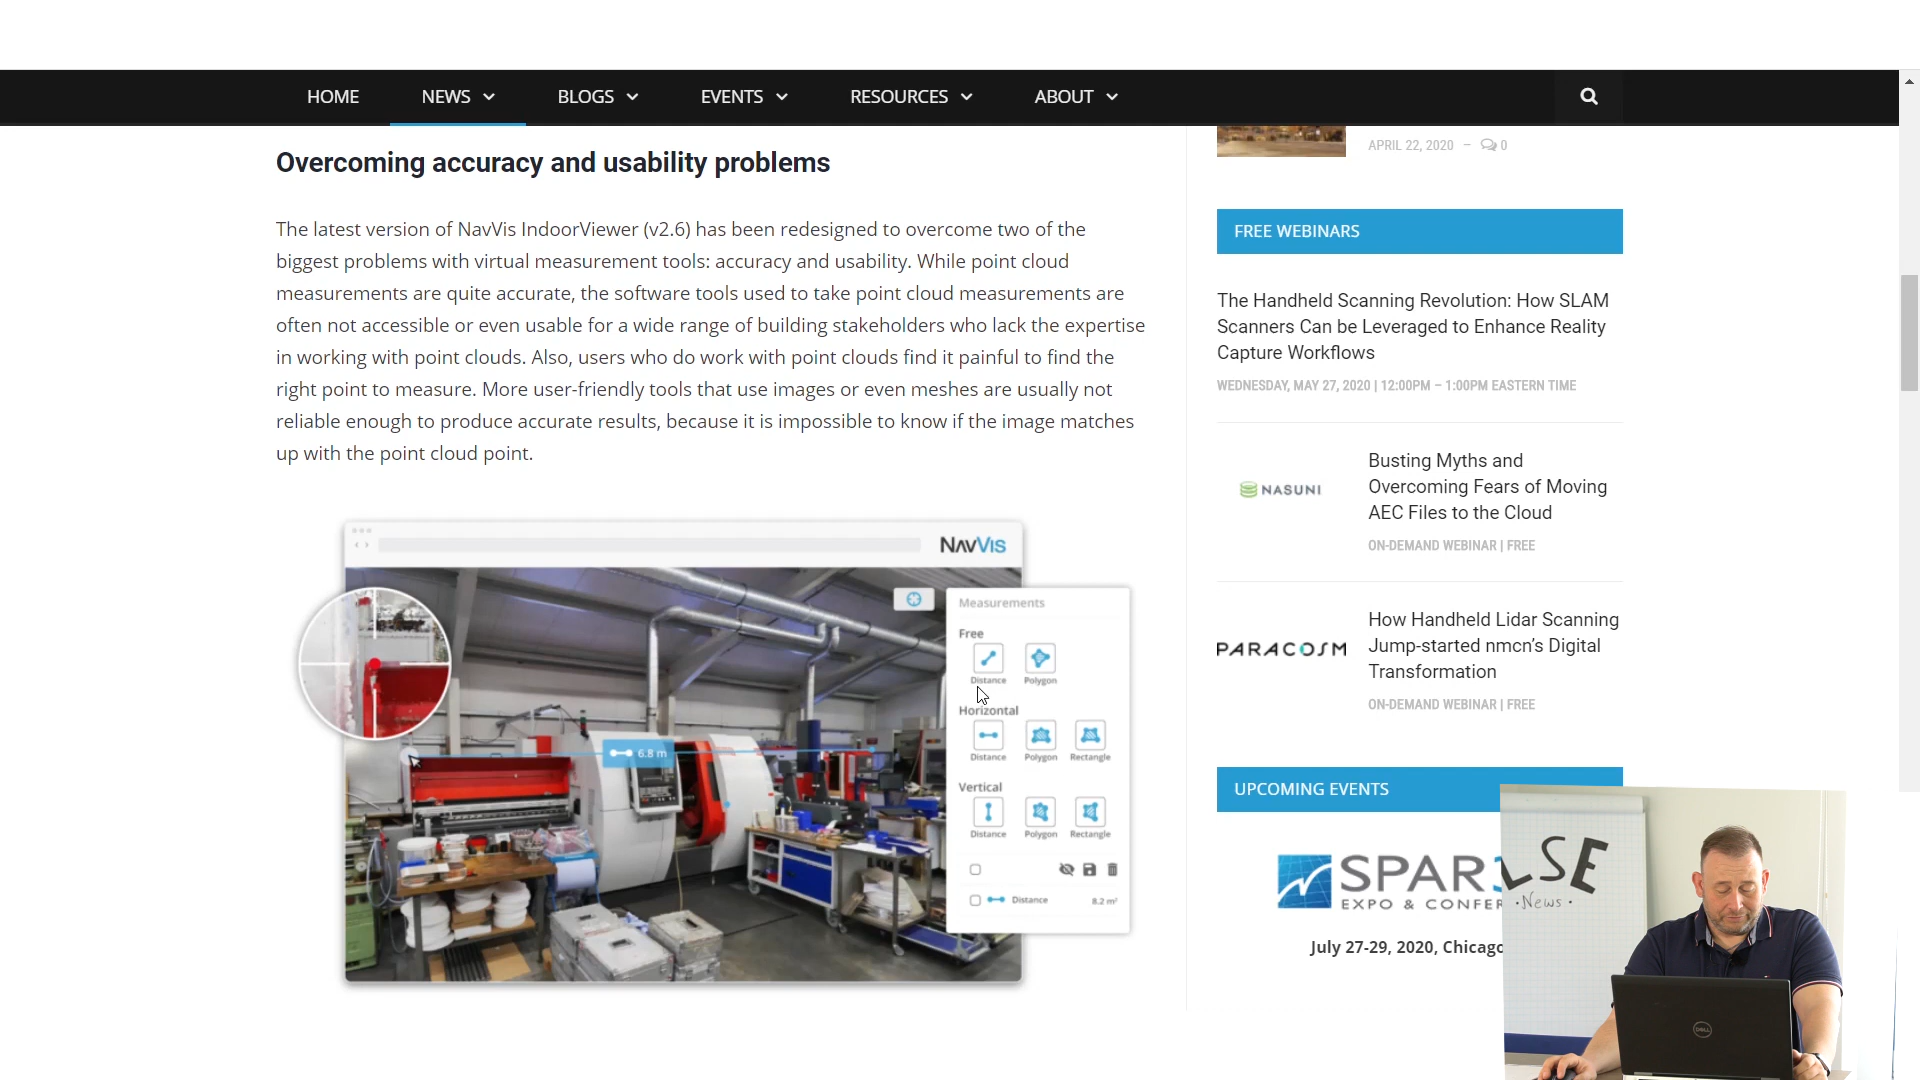 HOME
NEWS
BLOGS
EVENTS
RESOURCES
ABOUT
Overcoming accuracy and usability problems
The latest version of NavVis IndoorViewer (v2.6) has been redesigned to overcome two of the
biggest problems with virtual measurement tools: accuracy and usability. While point cloud
measurements are quite accurate, the software tools used to take point cloud measurements are
often not accessible or even usable for a wide range of building stakeholders who lack the expertise
in working with point clouds. Also, users who do work with point clouds find it painful to find the
right point to measure. More user-friendly tools that use images or even meshes are usually not
reliable enough to produce accurate results, because it is impossible to know if the image matches
up with the point cloud point.
NAVVIS
Measurements
Free
Distance
Polygon
Horizontal
Distance
Polygon
Rectangle
Vertical
Distance
Polygon
Rectangle
Distance
8.2 m²
6.8 m
APRIL 22, 2020 – 0
FREE WEBINARS
The Handheld Scanning Revolution: How SLAM
Scanners Can be Leveraged to Enhance Reality
Capture Workflows
WEDNESDAY, MAY 27, 2020 | 12:00PM – 1:00PM EASTERN TIME
NASUNI
Busting Myths and
Overcoming Fears of Moving
AEC Files to the Cloud
ON-DEMAND WEBINAR | FREE
PARACOSM
How Handheld Lidar Scanning
Jump-started nmcn’s Digital
Transformation
ON-DEMAND WEBINAR | FREE
UPCOMING EVENTS
SPAR
EXPO & CONFER
July 27-29, 2020, Chicago
LSE
·News·
DELL